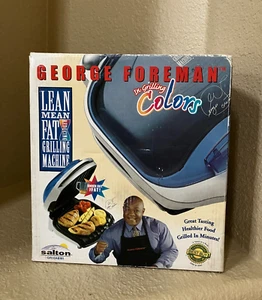 GEORGE FOREMAN
In Grilling
Colors
LEAN
MEAN
FAT
GRILLING
MACHINE
salton
Great Tasting
Healthier Food
Grilled In Minutes!